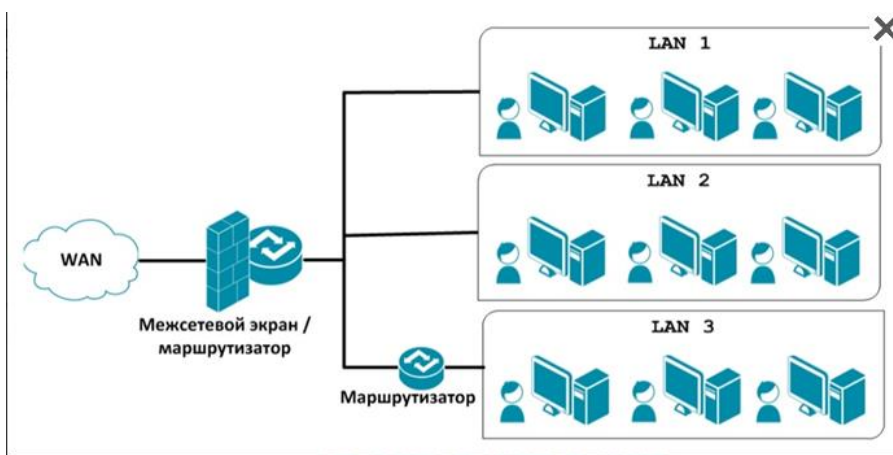 LAN 1
LAN 2
WAN
Межсетевой экран /
маршрутизатор
LAN 3
Маршрутизатор